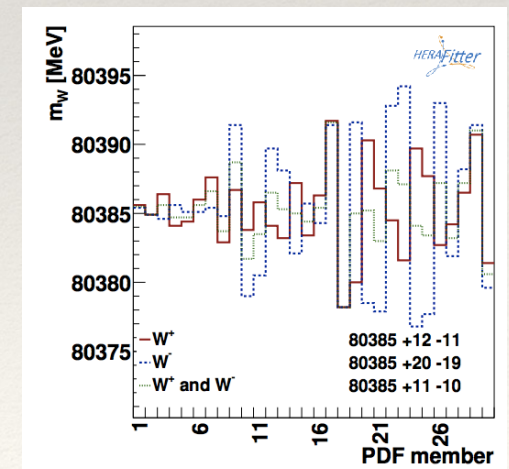 HERAFitter
m_W [MeV]
80395
80390
80385
80380
80375
W⁺ 80385 +12 -11
W⁻ 80385 +20 -19
W⁺ and W⁻ 80385 +11 -10
1 6 11 16 21 26
PDF member